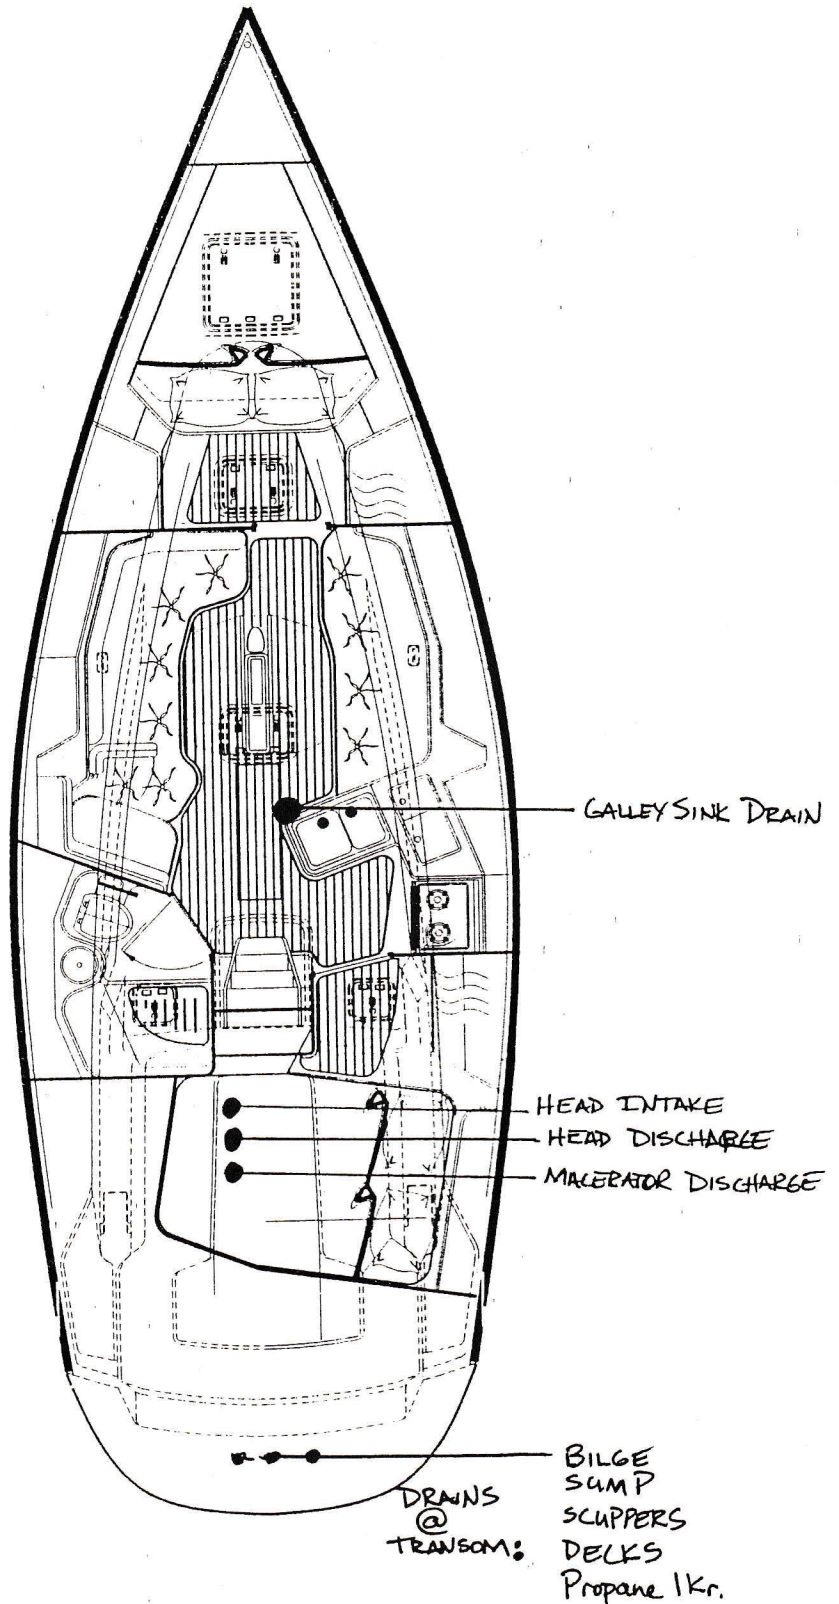 GALLEY SINK DRAIN
HEAD INTAKE
HEAD DISCHARGE
MACERATOR DISCHARGE
DRAINS
@
TRANSOM:
BILGE
SUMP
SCUPPERS
DECKS
Propane lKr.